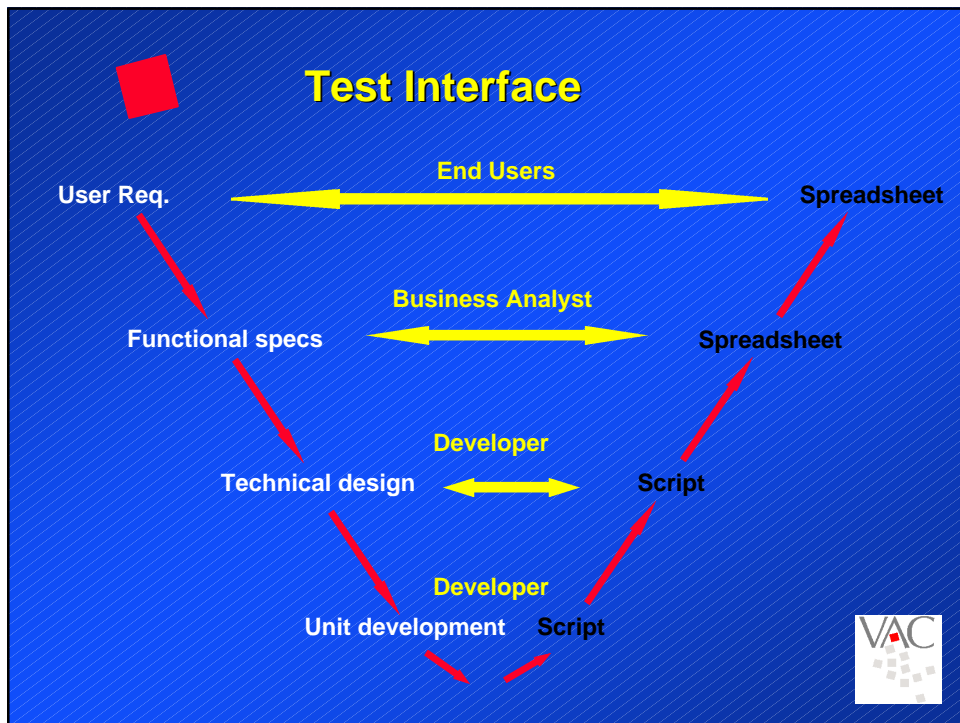 Test Interface
End Users
User Req.
Spreadsheet
Business Analyst
Functional specs
Spreadsheet
Developer
Technical design
Script
Developer
Unit development
Script
VAC